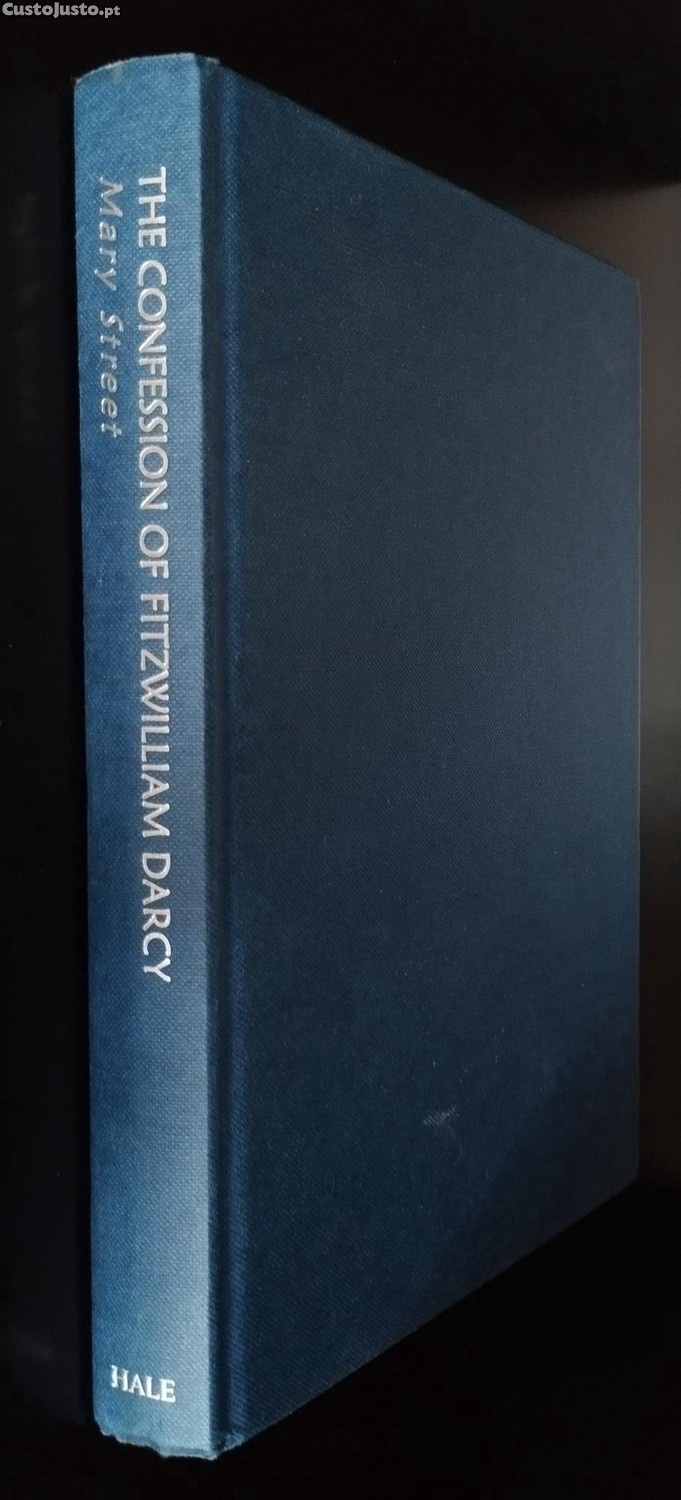 CustoJusto.pt
THE CONFESSION OF FITZWILLIAM DARCY
Mary Street
HALE